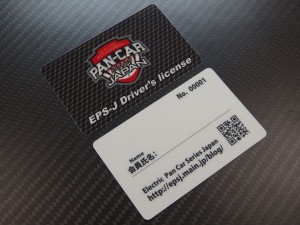 PAN-CAR
JAPAN
EPS-J Driver's license
No. 00001
Name
会員氏名:
Electric Pan Car Series Japan
http://epsj.main.jp/blog/